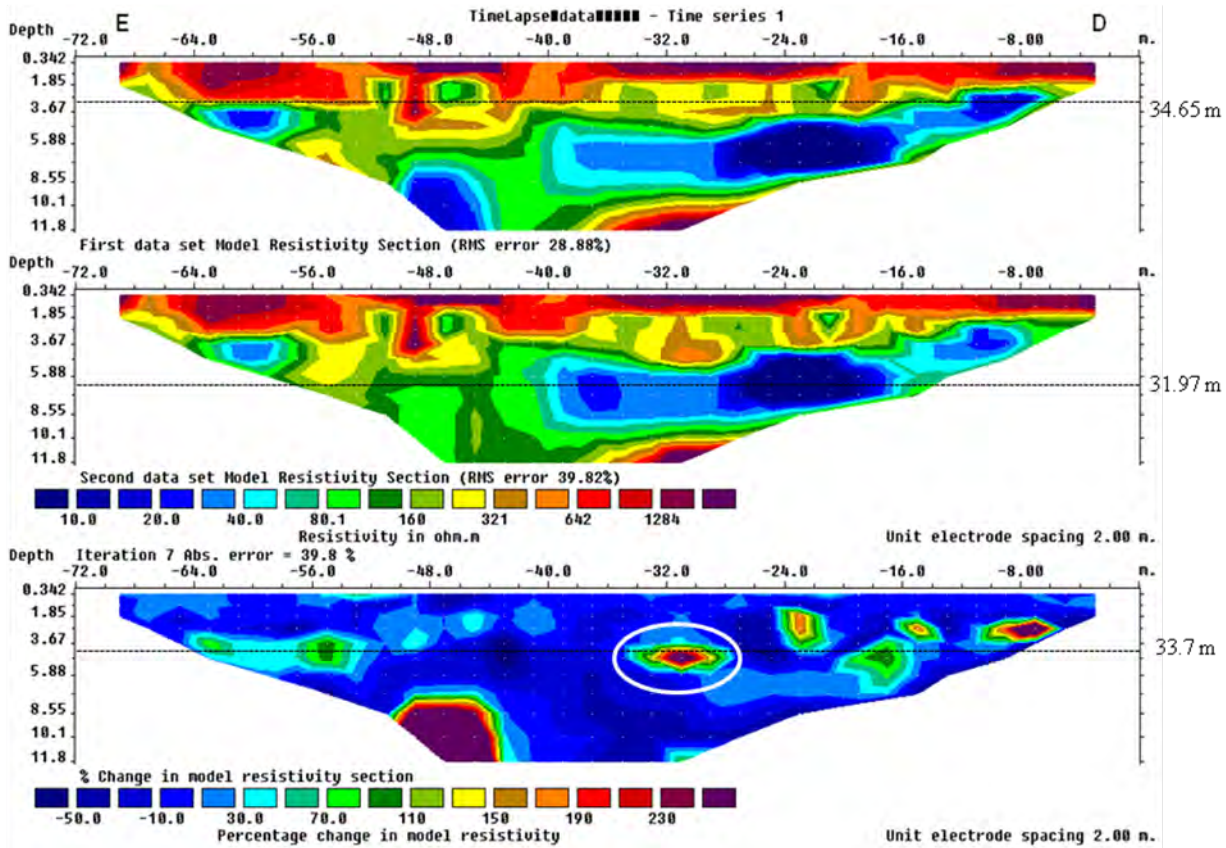 TimeLapse■data■■■■■ - Time series 1
E D
Depth -72.0 -64.0 -56.0 -48.0 -40.0 -32.0 -24.0 -16.0 -8.00 m.
0.342
1.85
3.67
34.65 m
5.88
8.55
10.1
11.8
First data set Model Resistivity Section (RMS error 28.88%)
Depth -72.0 -64.0 -56.0 -48.0 -40.0 -32.0 -24.0 -16.0 -8.00 m.
0.342
1.85
3.67
5.88
31.97 m
8.55
10.1
11.8
Second data set Model Resistivity Section (RMS error 39.82%)
10.0 20.0 40.0 80.1 160 321 642 1284
Resistivity in ohm.m Unit electrode spacing 2.00 m.
Depth Iteration 7 Abs. error = 39.8 %
-72.0 -64.0 -56.0 -48.0 -40.0 -32.0 -24.0 -16.0 -8.00 m.
0.342
1.85
3.67
33.7 m
5.88
8.55
10.1
11.8
% Change in model resistivity section
-50.0 -10.0 30.0 70.0 110 150 190 230
Percentage change in model resistivity Unit electrode spacing 2.00 m.